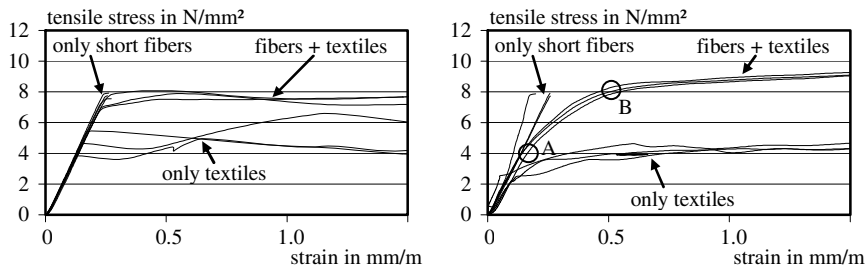 tensile stress in N/mm²
12
10
8
6
4
2
0
only short fibers
fibers + textiles
only textiles
0 0.5 1.0
strain in mm/m
tensile stress in N/mm²
12
10
8
6
4
2
0
only short fibers
fibers + textiles
B
A
only textiles
0 0.5 1.0
strain in mm/m